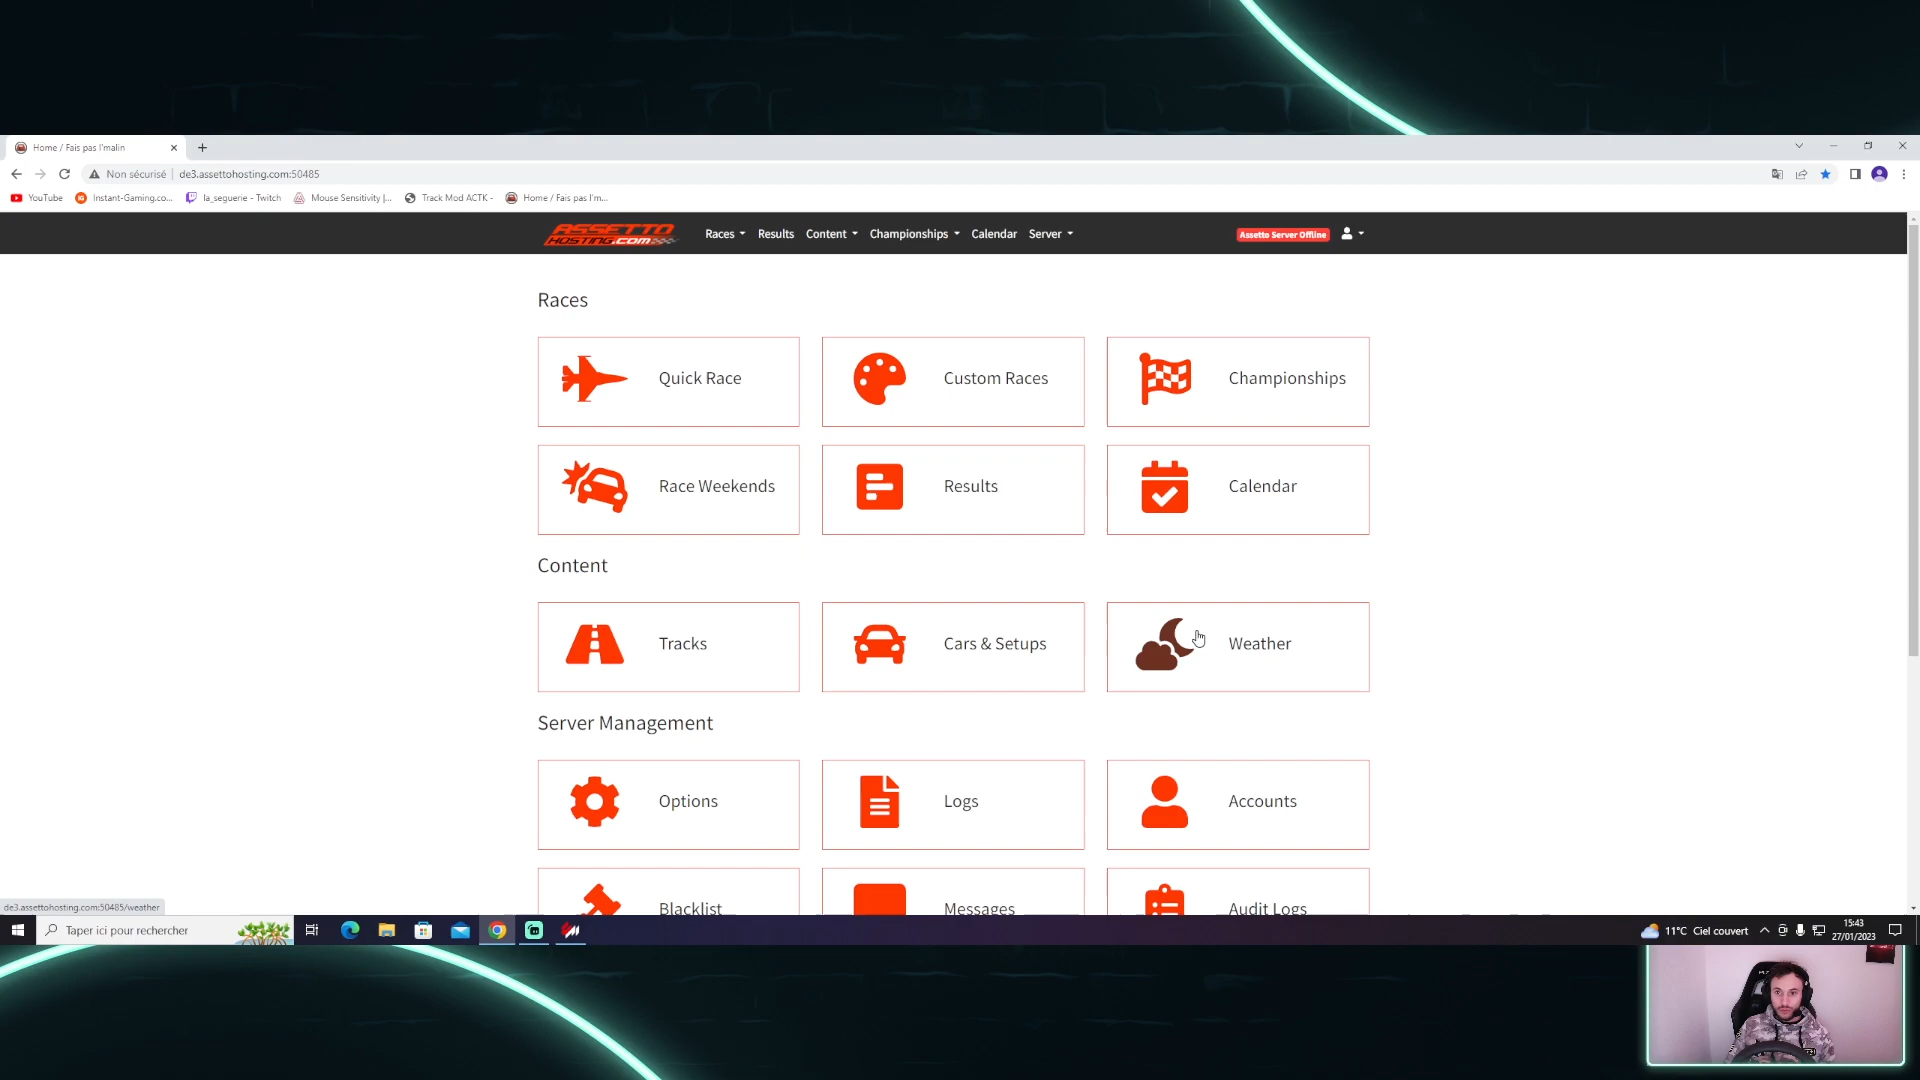 Home / Fais pas l'malin
Non sécurisé | de3.assettohosting.com:50485
YouTube
Instant-Gaming.co...
la_seguerie - Twitch
Mouse Sensitivity |...
Track Mod ACTK -
Home / Fais pas l'm...
ASSETTO
HOSTING.COM
Races
Results
Content
Championships
Calendar
Server
Assetto Server Offline
Races
Quick Race
Custom Races
Championships
Race Weekends
Results
Calendar
Content
Tracks
Cars & Setups
Weather
Server Management
Options
Logs
Accounts
Blacklist
Messages
Audit Logs
de3.assettohosting.com:50485/weather
Taper ici pour rechercher
11°C Ciel couvert
15:43
27/01/2023